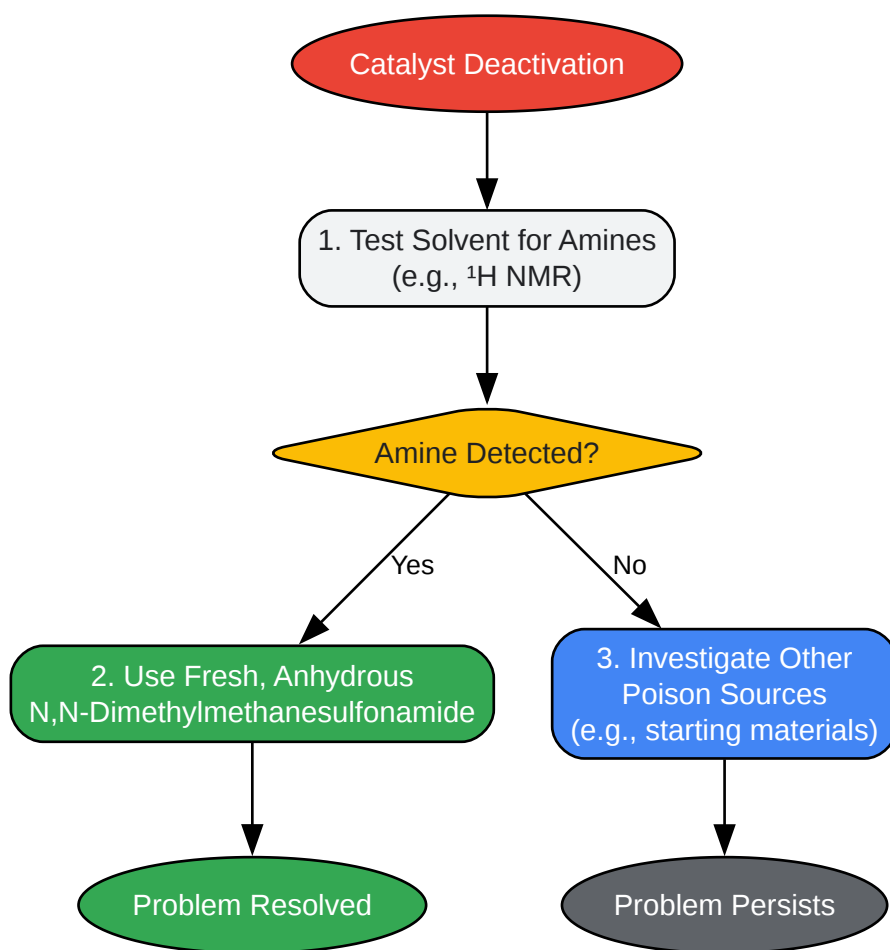 Catalyst Deactivation
1. Test Solvent for Amines
(e.g., ¹H NMR)
Amine Detected?
Yes
No
2. Use Fresh, Anhydrous
N,N-Dimethylmethanesulfonamide
3. Investigate Other
Poison Sources
(e.g., starting materials)
Problem Resolved
Problem Persists